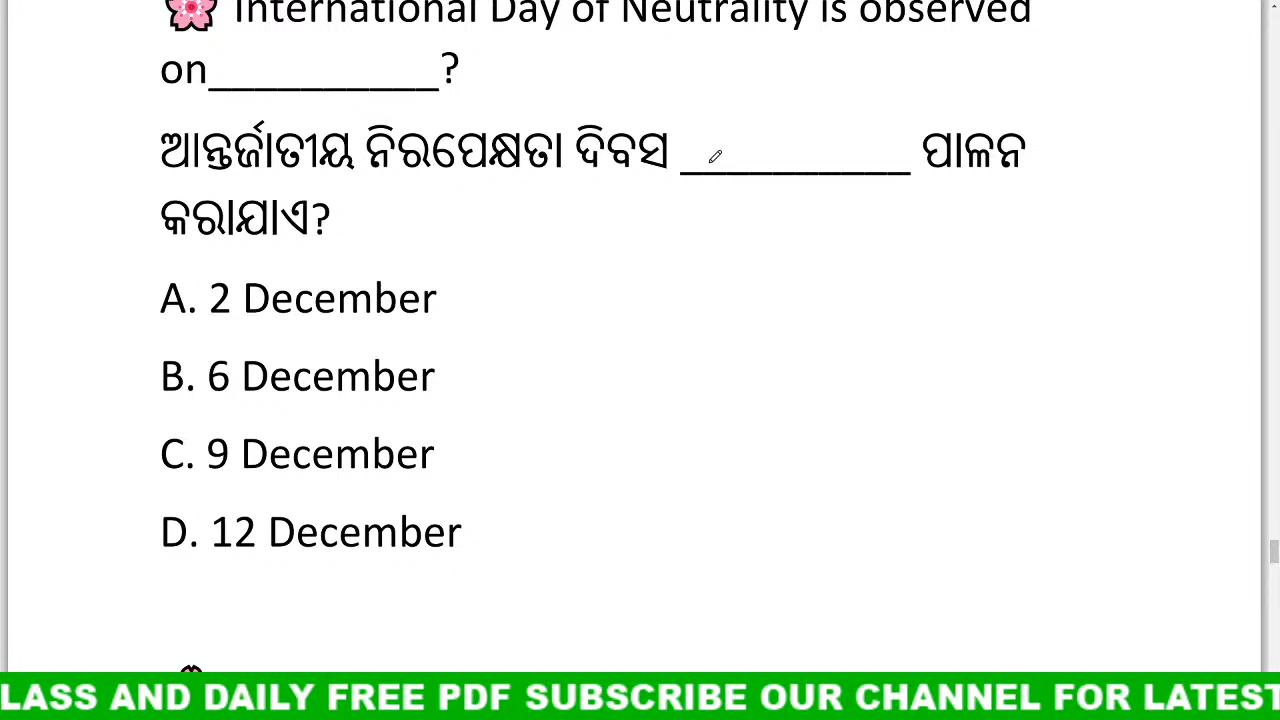 International Day of Neutrality is observed
on__________?
ଆନ୍ତର୍ଜାତୀୟ ନିରପେକ୍ଷତା ଦିବସ __________ ପାଳନ
କରାଯାଏ?
A. 2 December
B. 6 December
C. 9 December
D. 12 December
LASS AND DAILY FREE PDF SUBSCRIBE OUR CHANNEL FOR LATEST